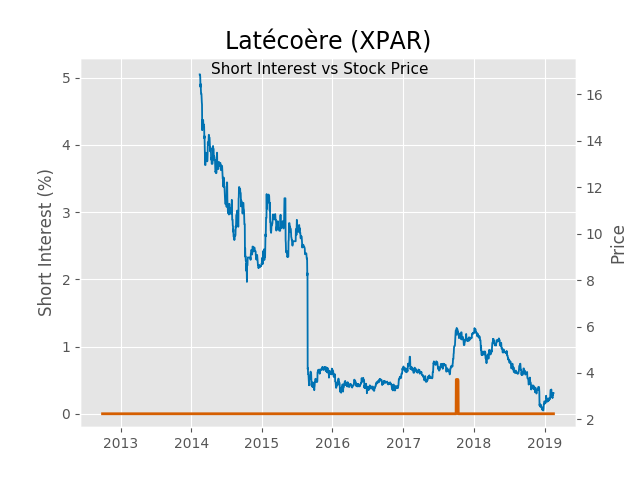 Latécoère (XPAR)
Short Interest vs Stock Price
Short Interest (%)
5
4
3
2
1
0
16
14
12
10
8
6
4
2
Price
2013 2014 2015 2016 2017 2018 2019